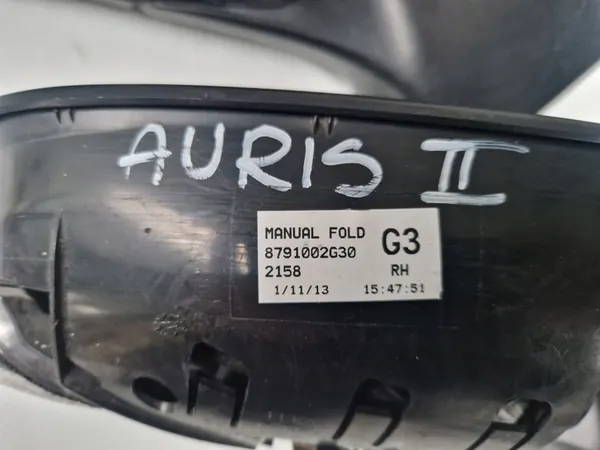 AURIS II
MANUAL FOLD
8791002G30 G3
2158 RH
1/11/13 15:47:51